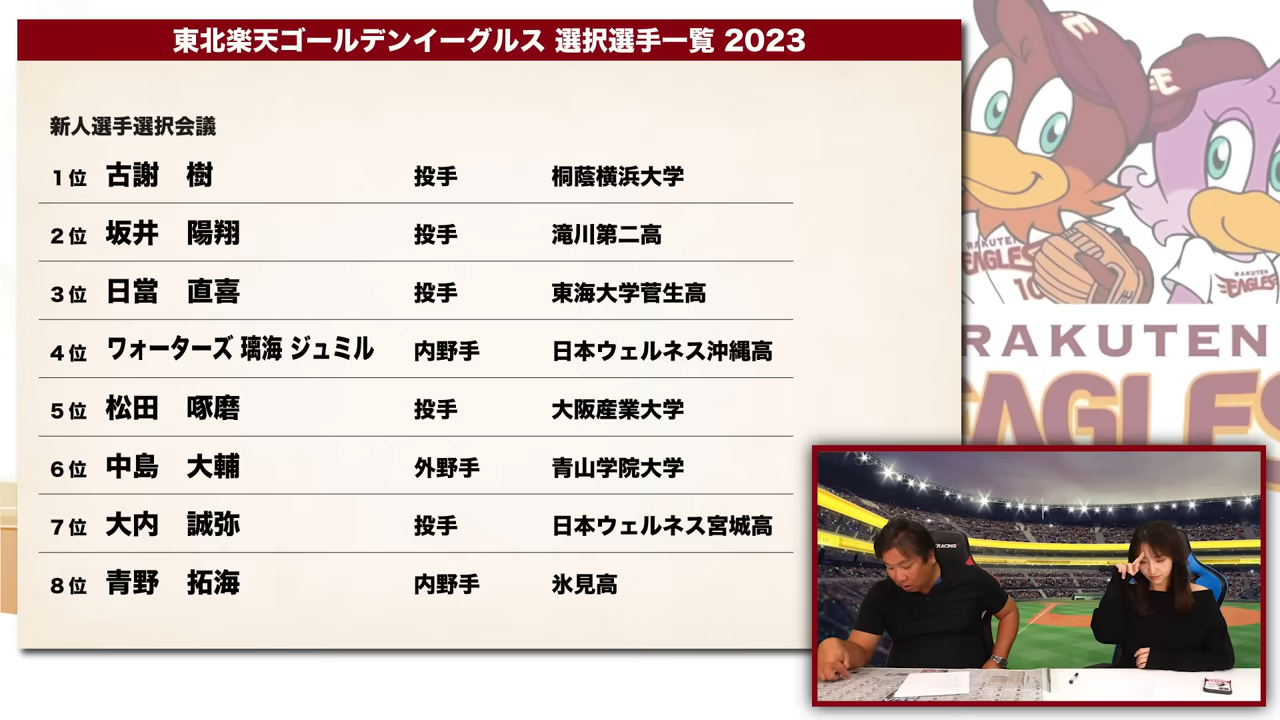 東北楽天ゴールデンイーグルス 選択選手一覧 2023
新人選手選択会議
1位 古謝 樹 投手 桐蔭横浜大学
2位 坂井 陽翔 投手 滝川第二高
3位 日當 直喜 投手 東海大学菅生高
4位 ワォーターズ 璃海 ジュミル 内野手 日本ウェルネス沖縄高
5位 松田 啄磨 投手 大阪産業大学
6位 中島 大輔 外野手 青山学院大学
7位 大内 誠弥 投手 日本ウェルネス宮城高
8位 青野 拓海 内野手 氷見高
E
E
RAKUTEN
EAGLES
10
RAKUTEN
EAGLES
RAKUTEN
EAGLES
RACING